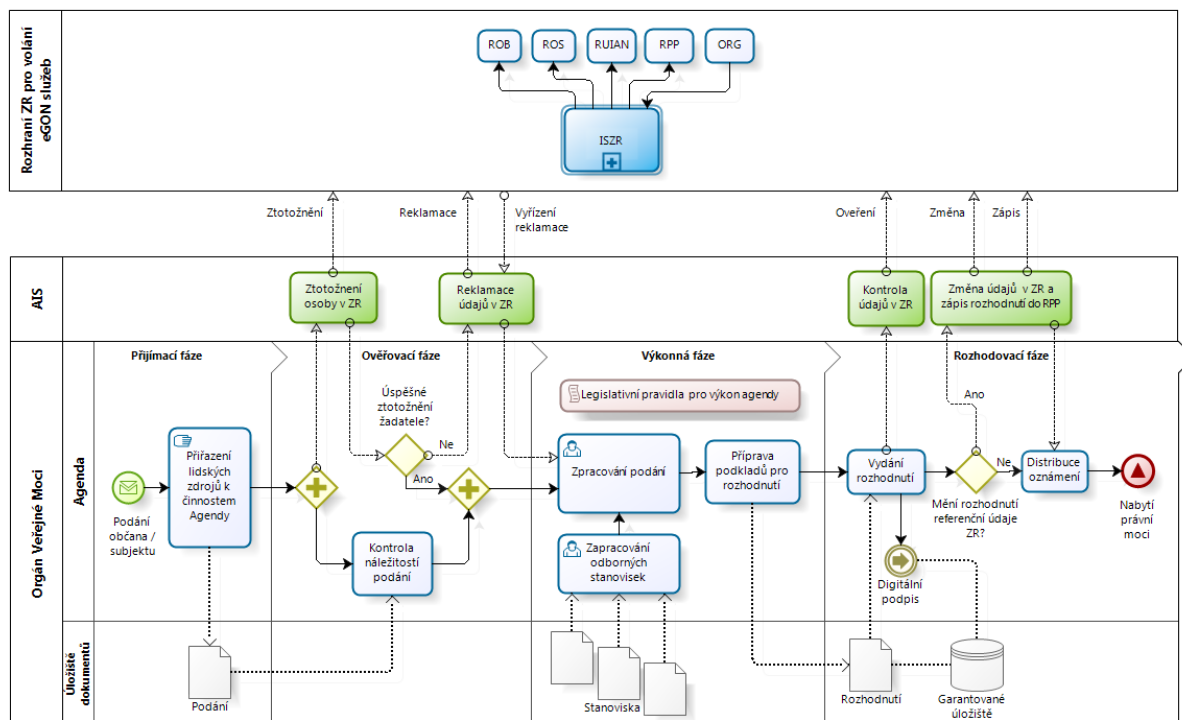 Rozhraní ZR pro volání
eGON služeb
ROB
ROS
RUIAN
RPP
ORG
ISZR
Ztotožnění
Reklamace
Vyřízení
reklamace
Oveření
Změna
Zápis
AIS
Ztotožnení
osoby v ZR
Reklamace
údajů v ZR
Kontrola
údajů v ZR
Změna údajů v ZR a
zápis rozhodnutí do RPP
Orgán Veřejné Moci
Agenda
Přijímací fáze
Ověřovací fáze
Výkonná fáze
Rozhodovací fáze
Úspěšné
ztotožnění
žadatele?
Ne
Ano
Legislativní pravidla pro výkon agendy
Ano
Přiřazení
lidských
zdrojů k
činnostem
Agendy
Podání
občana /
subjektu
Kontrola
náležitostí
podání
Zpracování podání
Příprava
podkladů pro
rozhodnutí
Zapracování
odborných
stanovisek
Vydání
rozhodnutí
Ne
Mění rozhodnutí
referenční údaje
ZR?
Distribuce
oznámení
Nabytí
právní
moci
Digitální
podpis
Úložiště
dokumentů
Podání
Stanoviska
Rozhodnutí
Garantované
úložiště